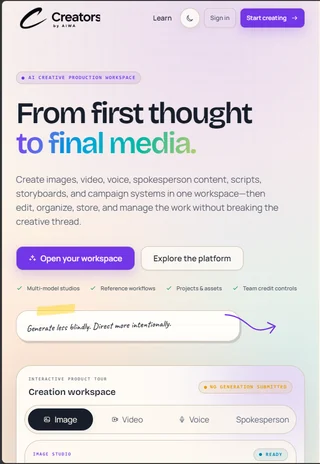 Creators
by AIWA
Learn
Sign in
Start creating →
AI CREATIVE PRODUCTION WORKSPACE
From first thought
to final media.
Create images, video, voice, spokesperson content, scripts,
storyboards, and campaign systems in one workspace—then
edit, organize, store, and manage the work without breaking the
creative thread.
Open your workspace
Explore the platform
✓ Multi-model studios
✓ Reference workflows
✓ Projects & assets
✓ Team credit controls
Generate less blindly. Direct more intentionally.
INTERACTIVE PRODUCT TOUR
Creation workspace
NO GENERATION SUBMITTED
Image
Video
Voice
Spokesperson
IMAGE STUDIO
READY